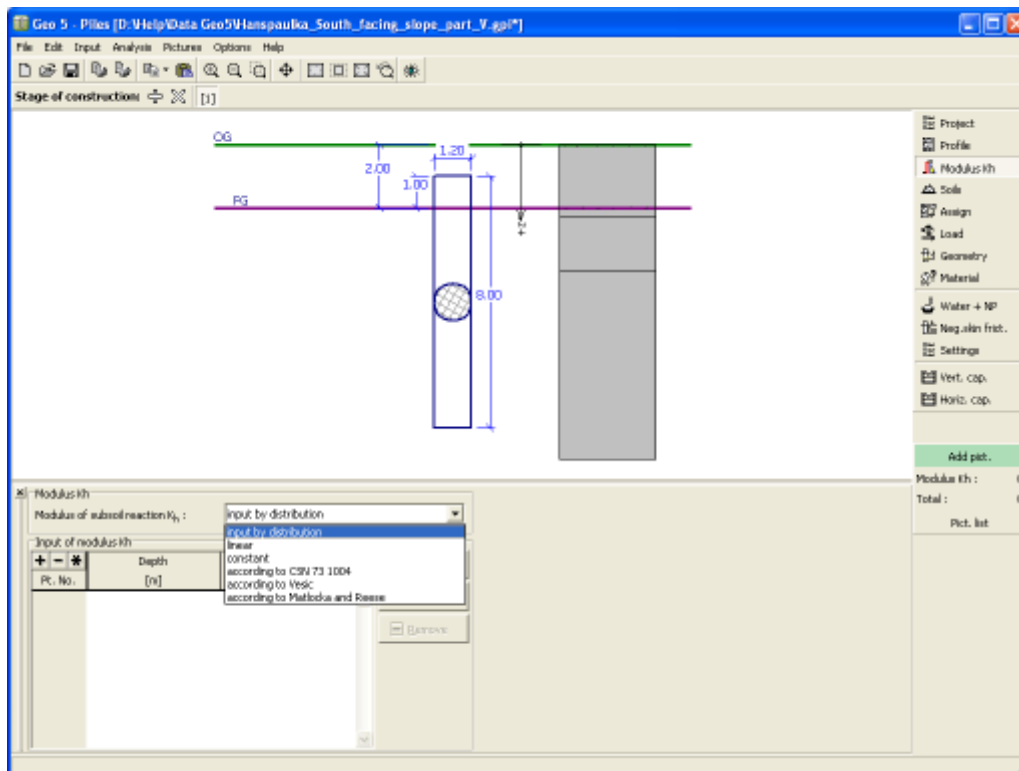 Geo 5 - Piles [D:\Help\Data Geo5\Hanspaulka_South_facing_slope_part_V.gpi*]
File Edit Input Analysis Pictures Options Help
Stage of construction: [1]
OG
1.20
2.00
1.00
FG
+z
8.00
Project
Profile
Modulus Kh
Soils
Assign
Load
Geometry
Material
Water + NP
Neg.skin frict.
Settings
Vert. cap.
Horiz. cap.
Add pict.
Modulus Kh :
Total :
Pict. list
Modulus Kh
Modulus of subsoil reaction Kh : input by distribution
input by distribution
linear
constant
according to CSN 73 1004
according to Vesic
according to Matlocka and Reese
Input of modulus Kh
+ - * Depth
Pt. No. [m]
Remove